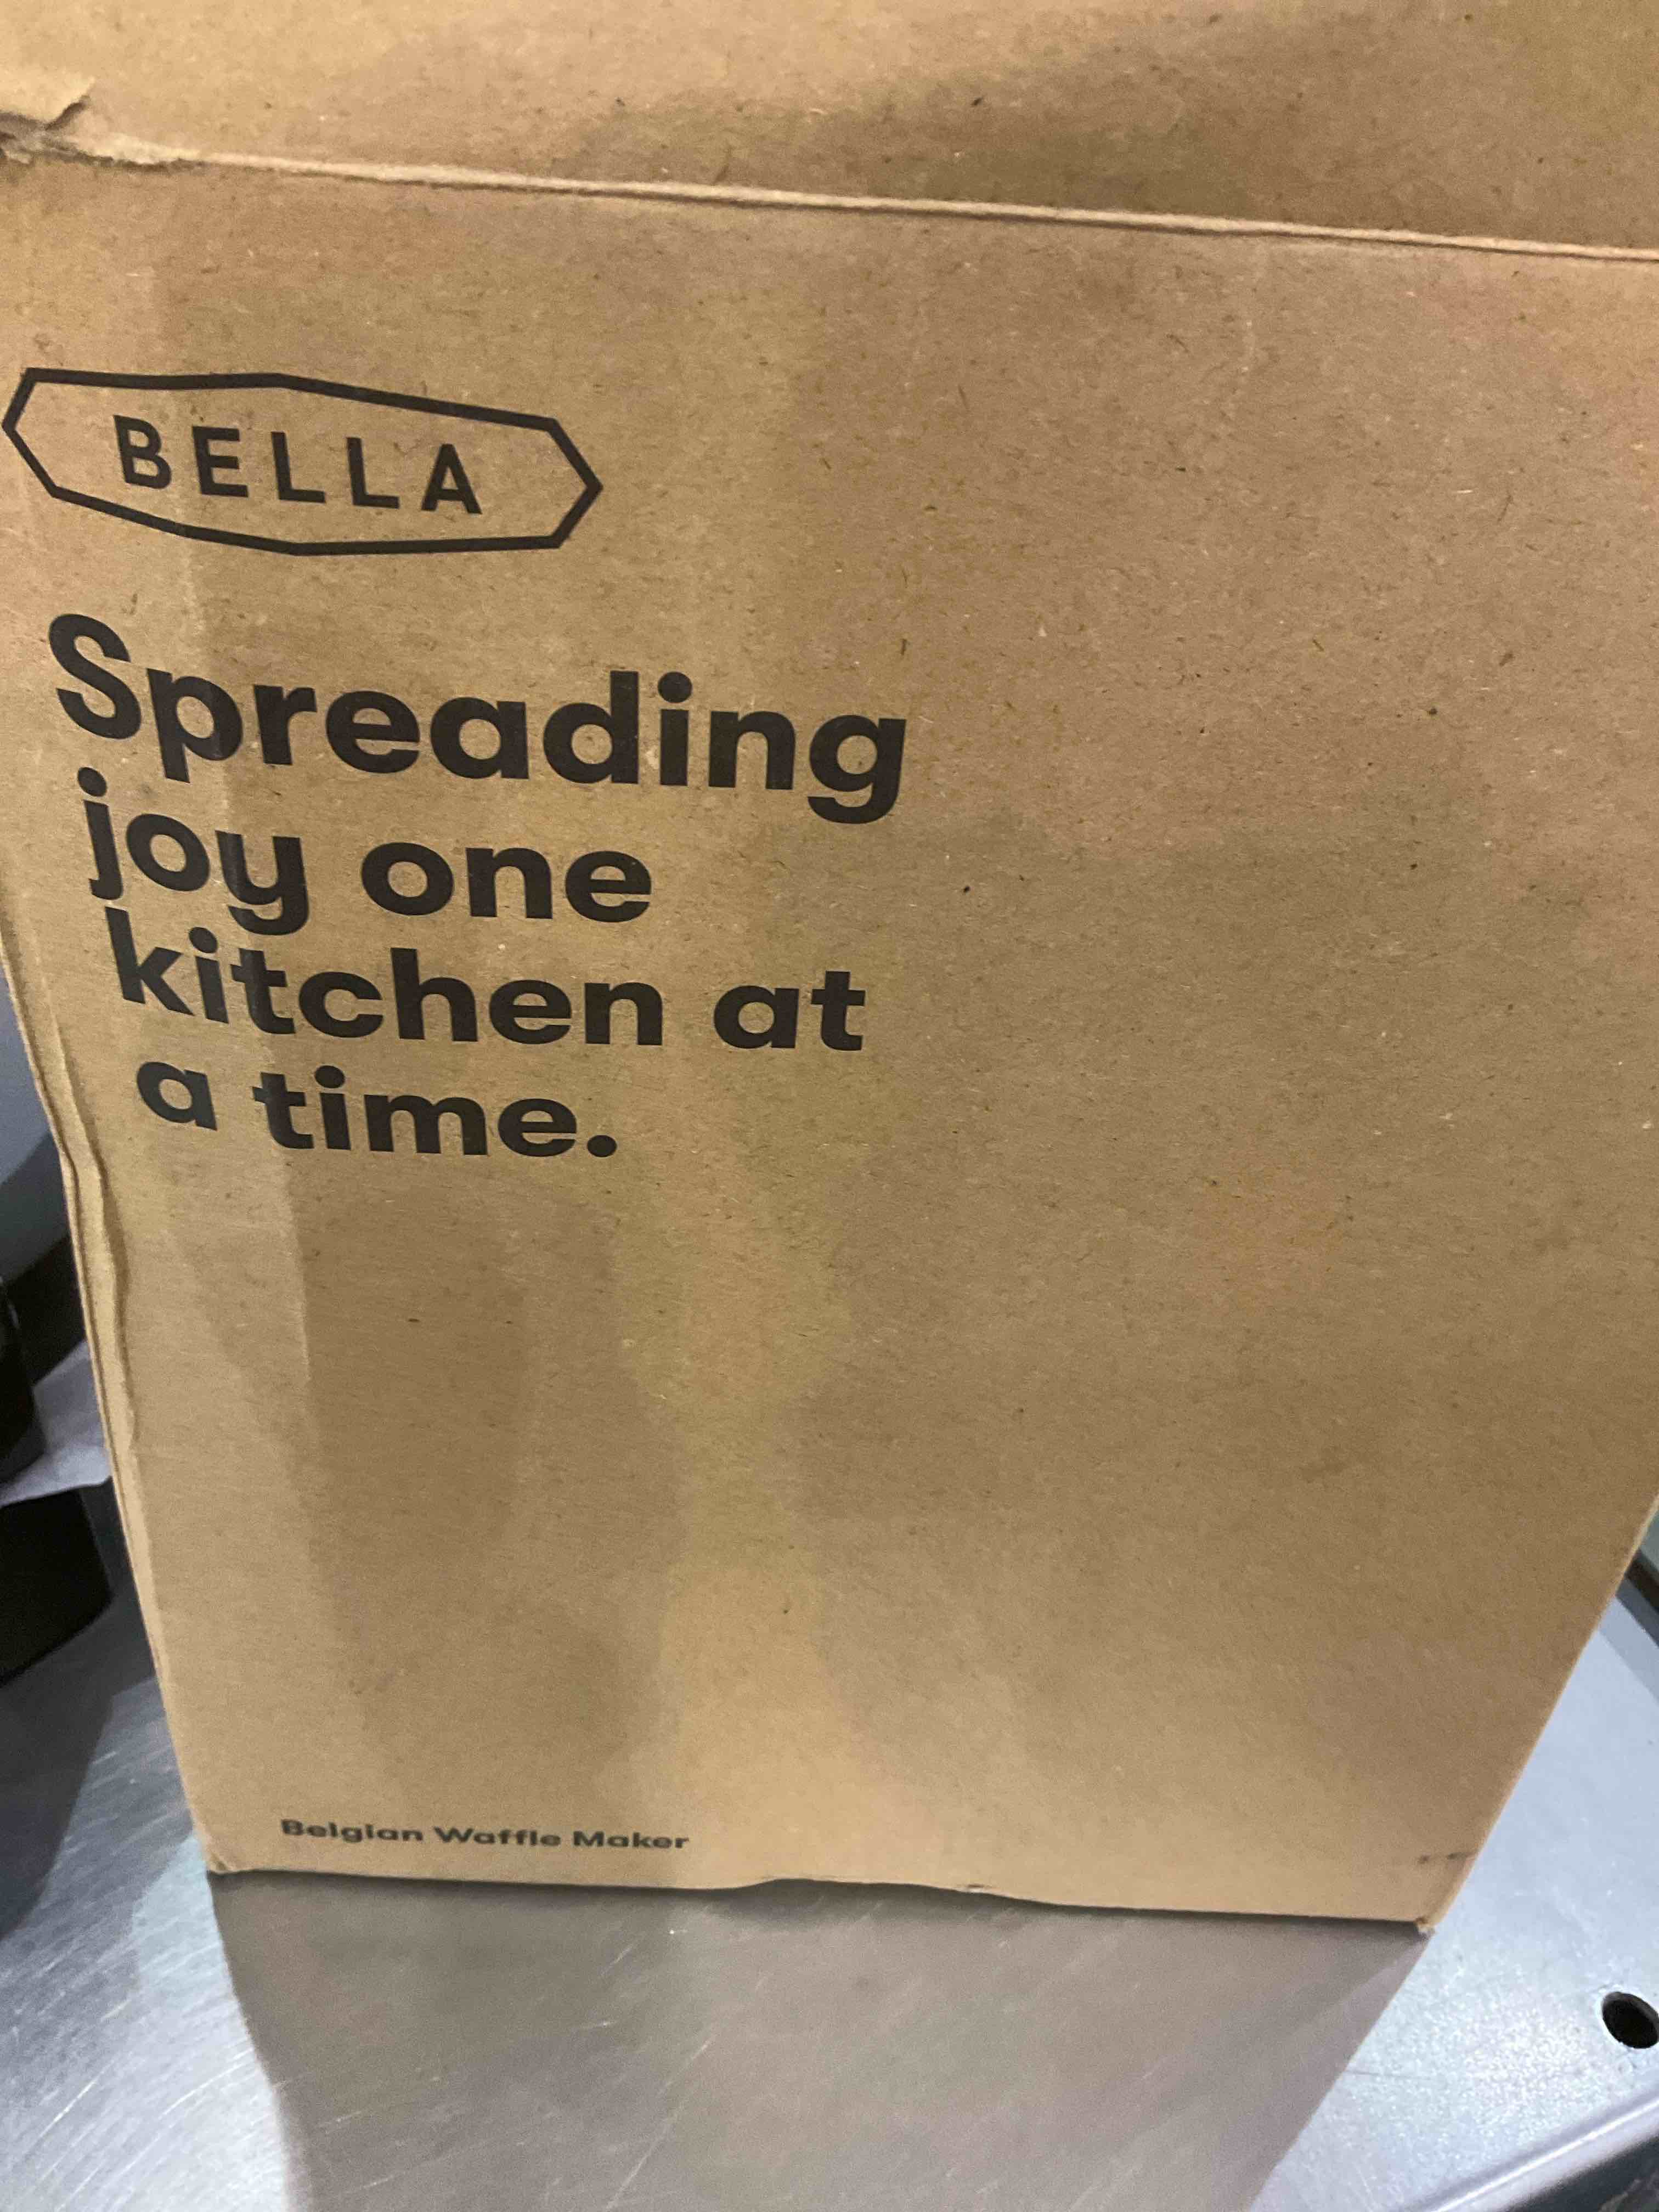 BELLA
Spreading
joy one
kitchen at
a time.
Belgian Waffle Maker